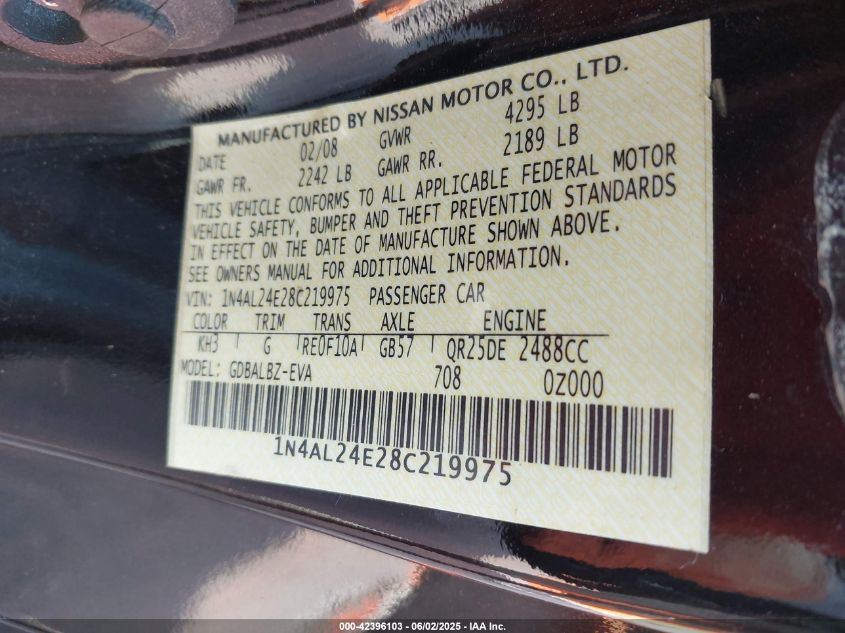 MANUFACTURED BY NISSAN MOTOR CO., LTD.
DATE 02/08 GVWR 4295 LB
GAWR FR. 2242 LB GAWR RR. 2189 LB
THIS VEHICLE CONFORMS TO ALL APPLICABLE FEDERAL MOTOR
VEHICLE SAFETY, BUMPER AND THEFT PREVENTION STANDARDS
IN EFFECT ON THE DATE OF MANUFACTURE SHOWN ABOVE.
SEE OWNERS MANUAL FOR ADDITIONAL INFORMATION.
VIN: 1N4AL24E28C219975 PASSENGER CAR
COLOR TRIM TRANS AXLE ENGINE
KH3 G RE0F10A GB57 QR25DE 2488CC
MODEL: GDBALBZ-EVA 708 0Z000
1N4AL24E28C219975
000-42396103 - 06/02/2025 - IAA Inc.